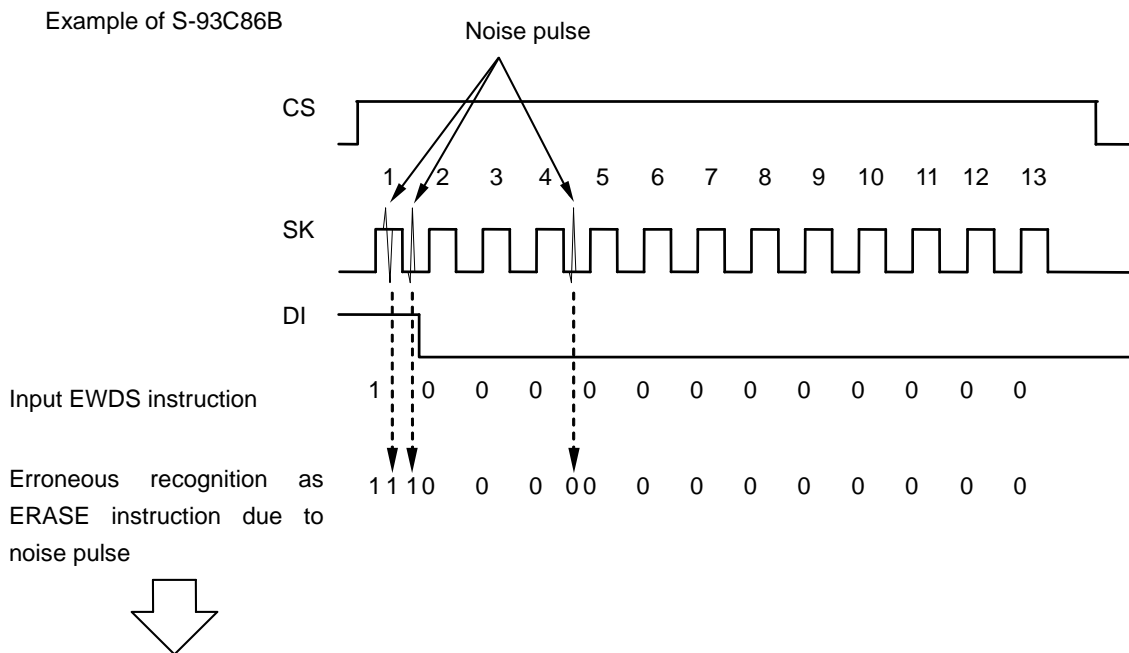 Example of S-93C86B
Noise pulse
CS
1 2 3 4 5 6 7 8 9 10 11 12 13
SK
DI
Input EWDS instruction
1 0 0 0 0 0 0 0 0 0 0 0 0
Erroneous recognition as
ERASE instruction due to
noise pulse
1 1 1 0 0 0 0 0 0 0 0 0 0 0 0 0